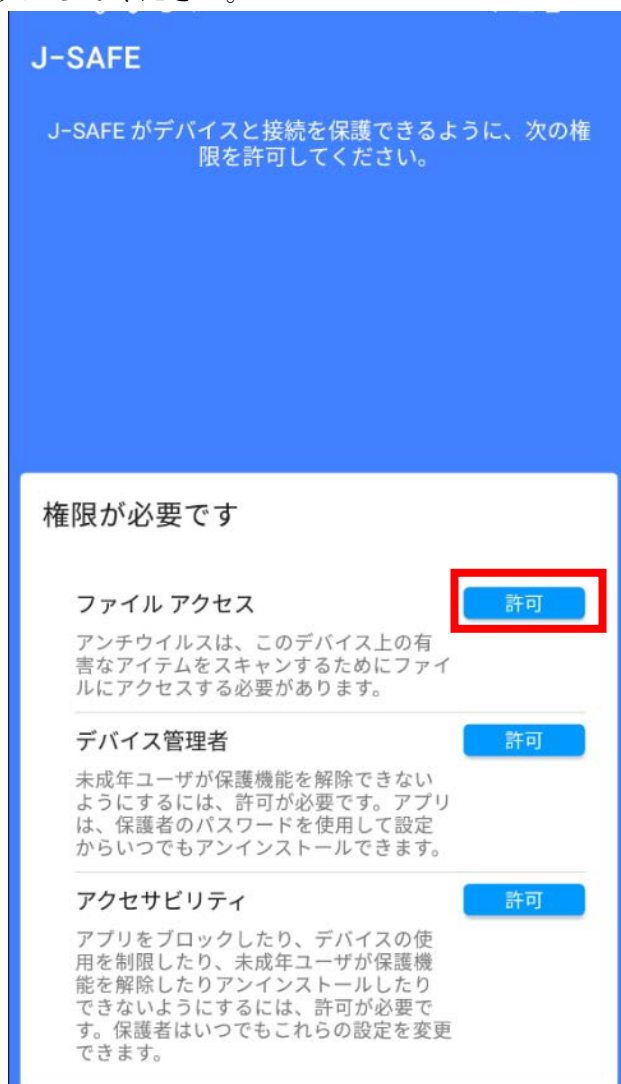 J-SAFE
J-SAFE がデバイスと接続を保護できるように、次の権
限を許可してください。
権限が必要です
ファイル アクセス
許可
アンチウイルスは、このデバイス上の有
害なアイテムをスキャンするためにファイ
ルにアクセスする必要があります。
デバイス管理者
許可
未成年ユーザが保護機能を解除できない
ようにするには、許可が必要です。アプリ
は、保護者のパスワードを使用して設定
からいつでもアンインストールできます。
アクセサビリティ
許可
アプリをブロックしたり、デバイスの使
用を制限したり、未成年ユーザが保護機
能を解除したりアンインストールしたり
できないようにするには、許可が必要で
す。保護者はいつでもこれらの設定を変更
できます。